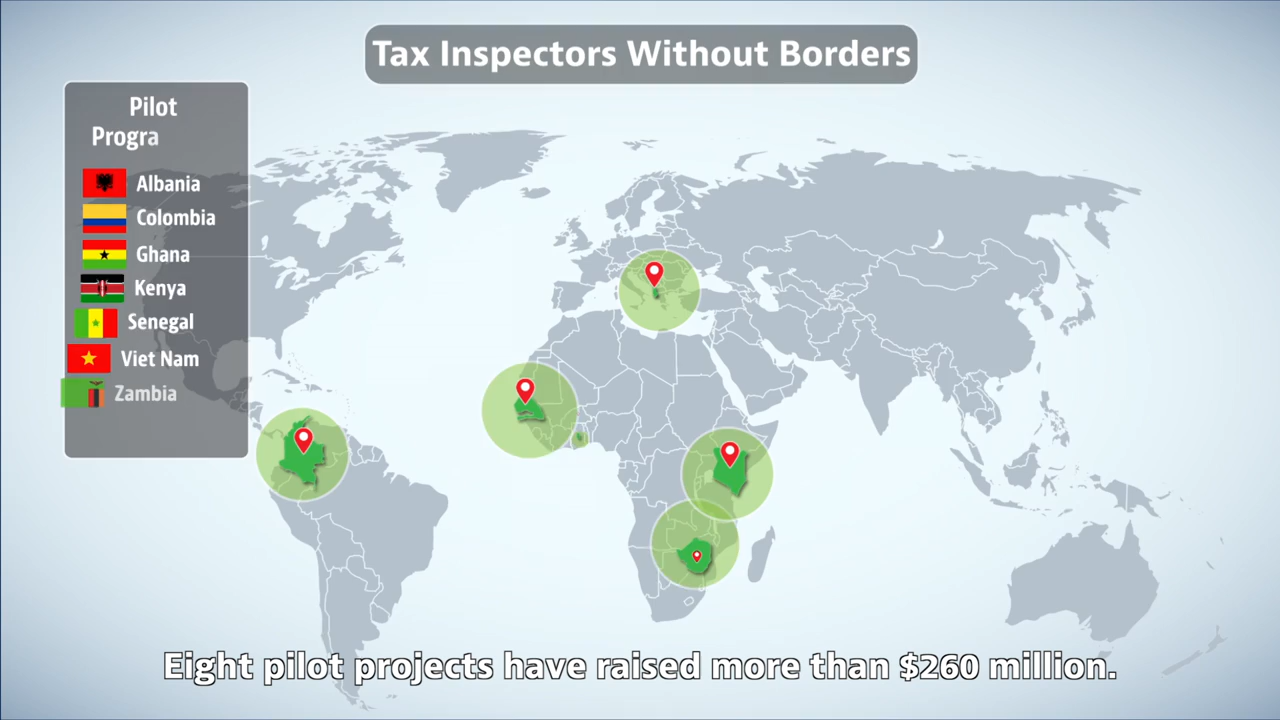 Tax Inspectors Without Borders
Pilot
Progra
Albania
Colombia
Ghana
Kenya
Senegal
Viet Nam
Zambia
Eight pilot projects have raised more than $260 million.